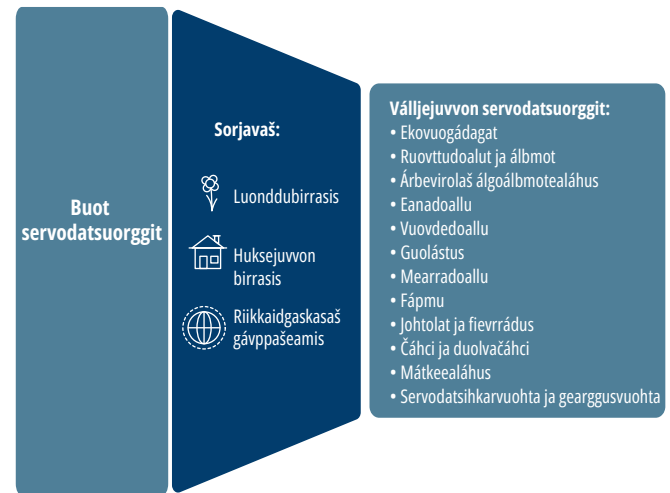 Buot
servodatsuorggit
Sorjavaš:
Luonddubirrasis
Huksejuvvon
birrasis
Riikkaidgaskasaš
gávppašeamis
Válljejuvvon servodatsuorggit:
• Ekovuogádagat
• Ruovttudoalut ja álbmot
• Árbevirolaš álgoálbmotealáhus
• Eanadoallu
• Vuovdedoallu
• Guolástus
• Mearradoallu
• Fápmu
• Johtolat ja fievrrádus
• Čáhci ja duolvačáhci
• Mátkeealáhus
• Servodatsihkarvuohta ja gearggusvuohta